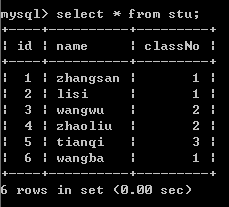 mysql> select * from stu;
+----+----------+---------+
| id | name     | classNo |
+----+----------+---------+
|  1 | zhangsan |       1 |
|  2 | lisi     |       1 |
|  3 | wangwu   |       2 |
|  4 | zhaoliu  |       2 |
|  5 | tianqi   |       3 |
|  6 | wangba   |       1 |
+----+----------+---------+
6 rows in set (0.00 sec)